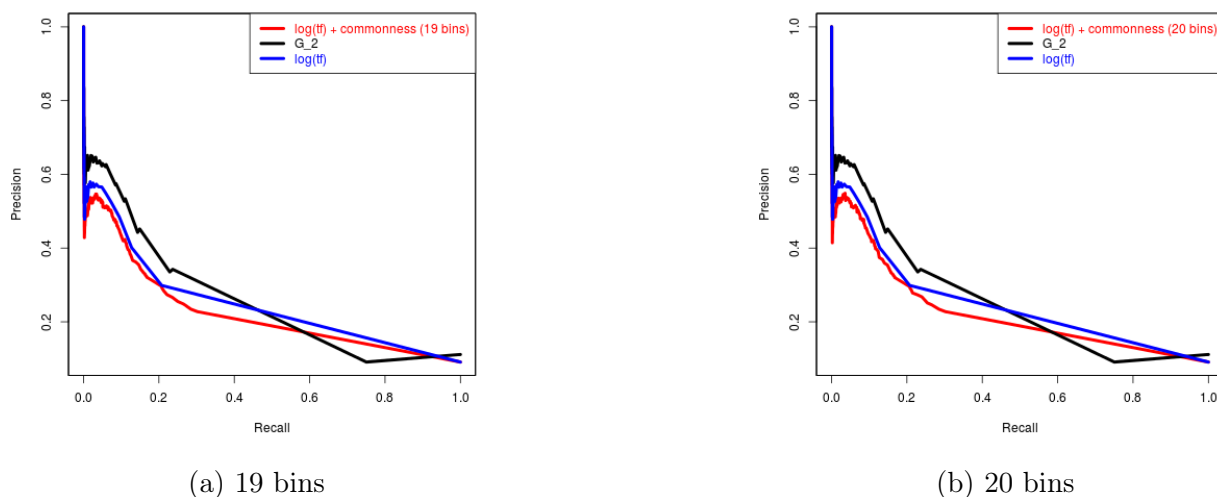 log(tf) + commonness (19 bins)
G_2
log(tf)
1.0
0.8
0.6
0.4
0.2
Precision
0.0 0.2 0.4 0.6 0.8 1.0
Recall
(a) 19 bins
log(tf) + commonness (20 bins)
G_2
log(tf)
1.0
0.8
0.6
0.4
0.2
Precision
0.0 0.2 0.4 0.6 0.8 1.0
Recall
(b) 20 bins